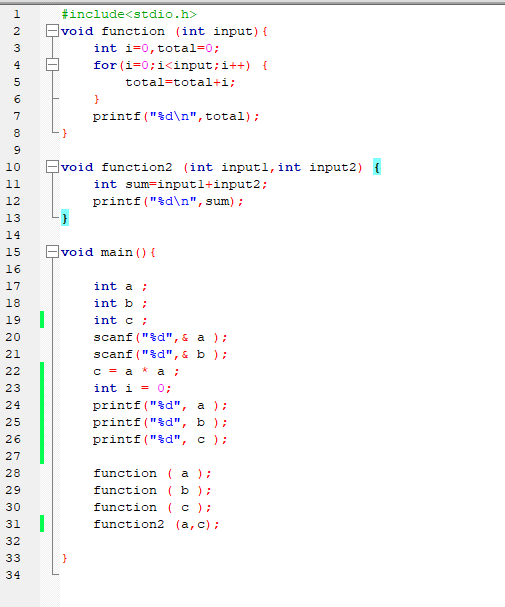 1 #include<stdio.h>
2 void function (int input){
3 int i=0,total=0;
4 for(i=0;i<input;i++) {
5 total=total+i;
6 }
7 printf("%d\n",total);
8 }
9
10 void function2 (int input1,int input2) {
11 int sum=input1+input2;
12 printf("%d\n",sum);
13 }
14
15 void main(){
16
17 int a ;
18 int b ;
19 int c ;
20 scanf("%d",& a );
21 scanf("%d",& b );
22 c = a * a ;
23 int i = 0;
24 printf("%d", a );
25 printf("%d", b );
26 printf("%d", c );
27
28 function ( a );
29 function ( b );
30 function ( c );
31 function2 (a,c);
32
33 }
34